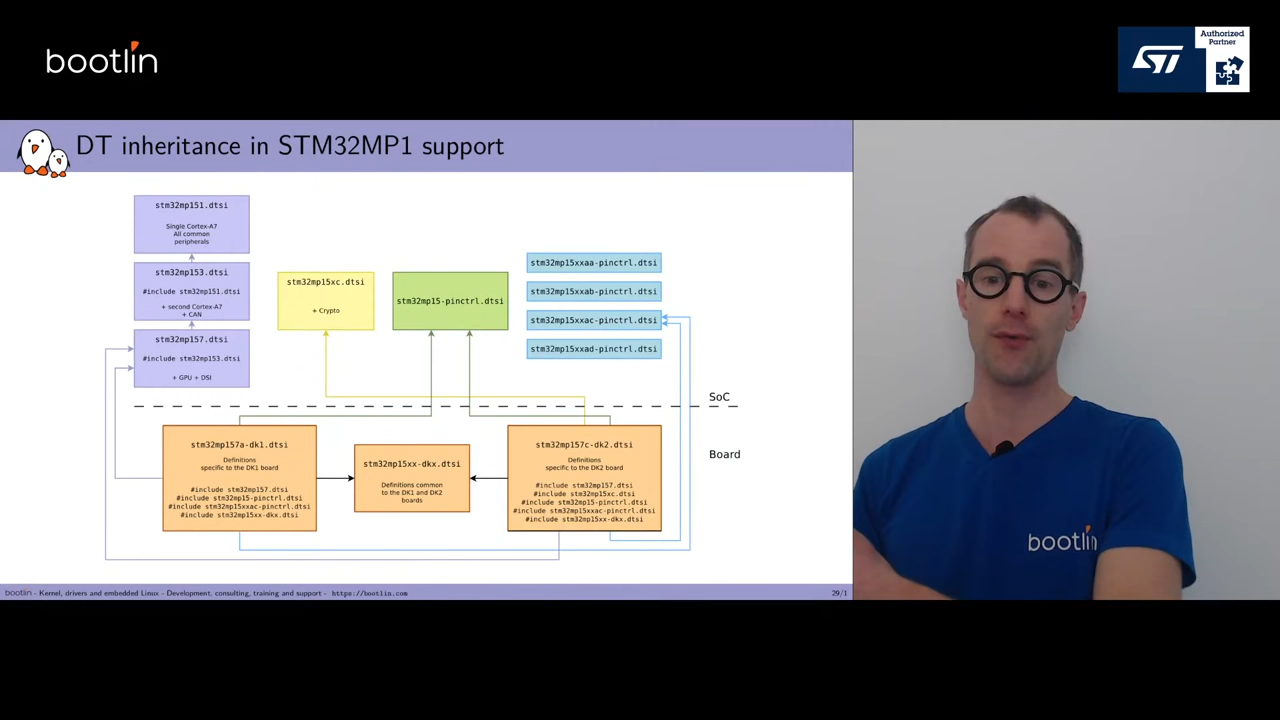 bootlin
ST
Authorized
Partner
DT inheritance in STM32MP1 support
stm32mp151.dtsi
Single Cortex-A7
All common
peripherals
stm32mp153.dtsi
#include stm32mp151.dtsi
+ second Cortex-A7
+ CAN
stm32mp157.dtsi
#include stm32mp153.dtsi
+ GPU + DSI
stm32mp15xc.dtsi
+ Crypto
stm32mp15-pinctrl.dtsi
stm32mp15xxaa-pinctrl.dtsi
stm32mp15xxab-pinctrl.dtsi
stm32mp15xxac-pinctrl.dtsi
stm32mp15xxad-pinctrl.dtsi
SoC
Board
stm32mp157a-dk1.dtsi
Definitions
specific to the DK1 board
#include stm32mp157.dtsi
#include stm32mp15-pinctrl.dtsi
#include stm32mp15xxac-pinctrl.dtsi
#include stm32mp15xx-dkx.dtsi
stm32mp15xx-dkx.dtsi
Definitions common
to the DK1 and DK2
boards
stm32mp157c-dk2.dtsi
Definitions
specific to the DK2 board
#include stm32mp157.dtsi
#include stm32mp15xc.dtsi
#include stm32mp15-pinctrl.dtsi
#include stm32mp15xxac-pinctrl.dtsi
#include stm32mp15xx-dkx.dtsi
bootlin - Kernel, drivers and embedded Linux - Development, consulting, training and support - https://bootlin.com
29/1
bootlin